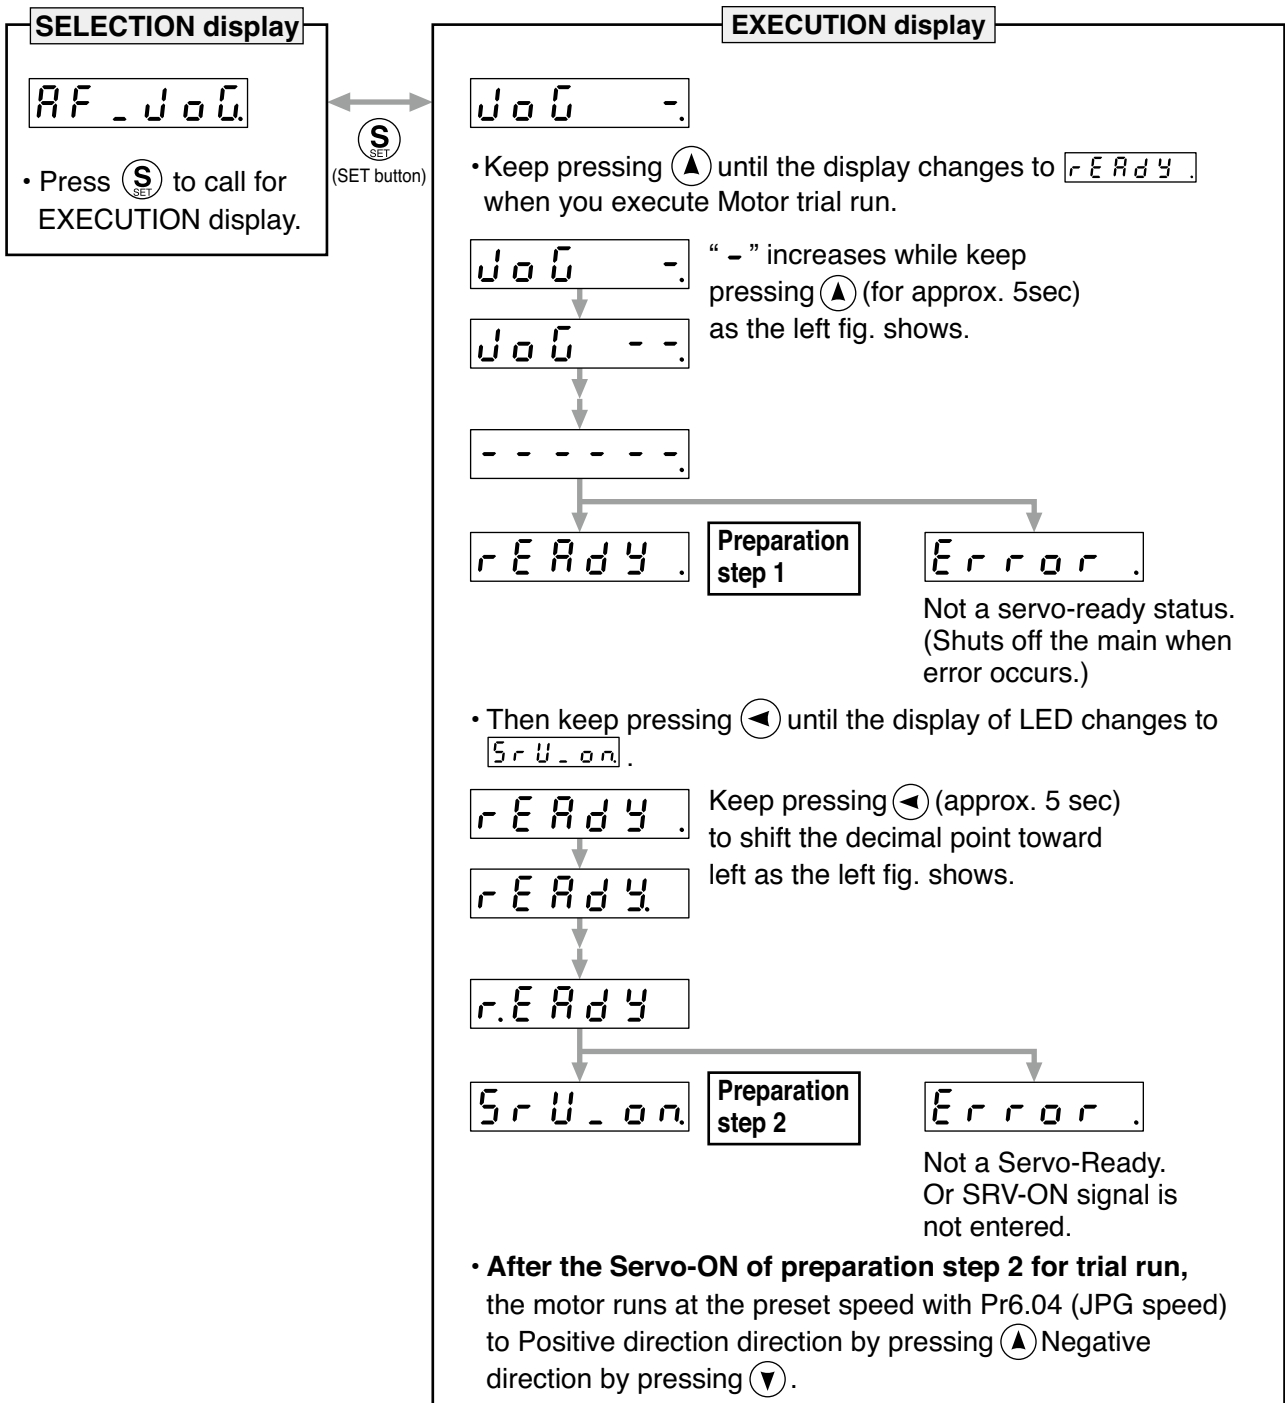 SELECTION display
AF_JoG.
• Press S SET to call for
EXECUTION display.
S
SET
(SET button)
EXECUTION display
JoG -.
• Keep pressing ▲ until the display changes to rEAdy .
when you execute Motor trial run.
JoG -.
“ - ” increases while keep
pressing ▲ (for approx. 5sec)
as the left fig. shows.
JoG --.
------.
rEAdy .
Preparation
step 1
Error .
Not a servo-ready status.
(Shuts off the main when
error occurs.)
• Then keep pressing ◄ until the display of LED changes to
SrU_on. .
rEAdy .
Keep pressing ◄ (approx. 5 sec)
to shift the decimal point toward
left as the left fig. shows.
rEAdy.
r.EAdy
SrU_on.
Preparation
step 2
Error .
Not a Servo-Ready.
Or SRV-ON signal is
not entered.
• After the Servo-ON of preparation step 2 for trial run,
the motor runs at the preset speed with Pr6.04 (JPG speed)
to Positive direction direction by pressing ▲ Negative
direction by pressing ▼ .